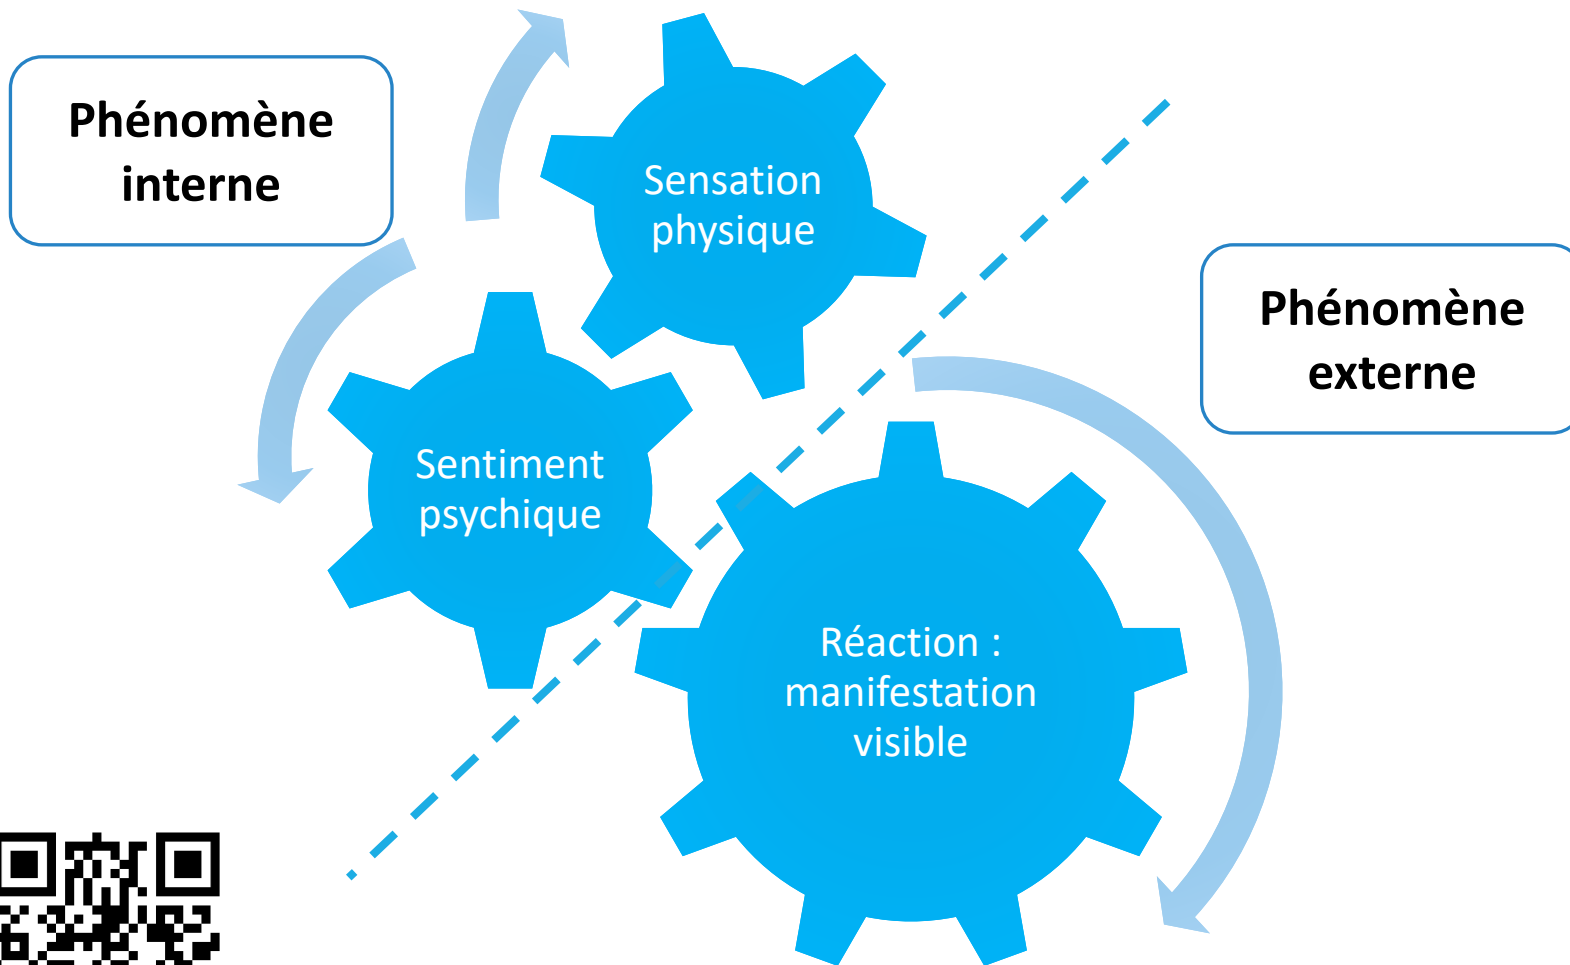 Phénomène
interne
Sensation
physique
Phénomène
externe
Sentiment
psychique
Réaction :
manifestation
visible